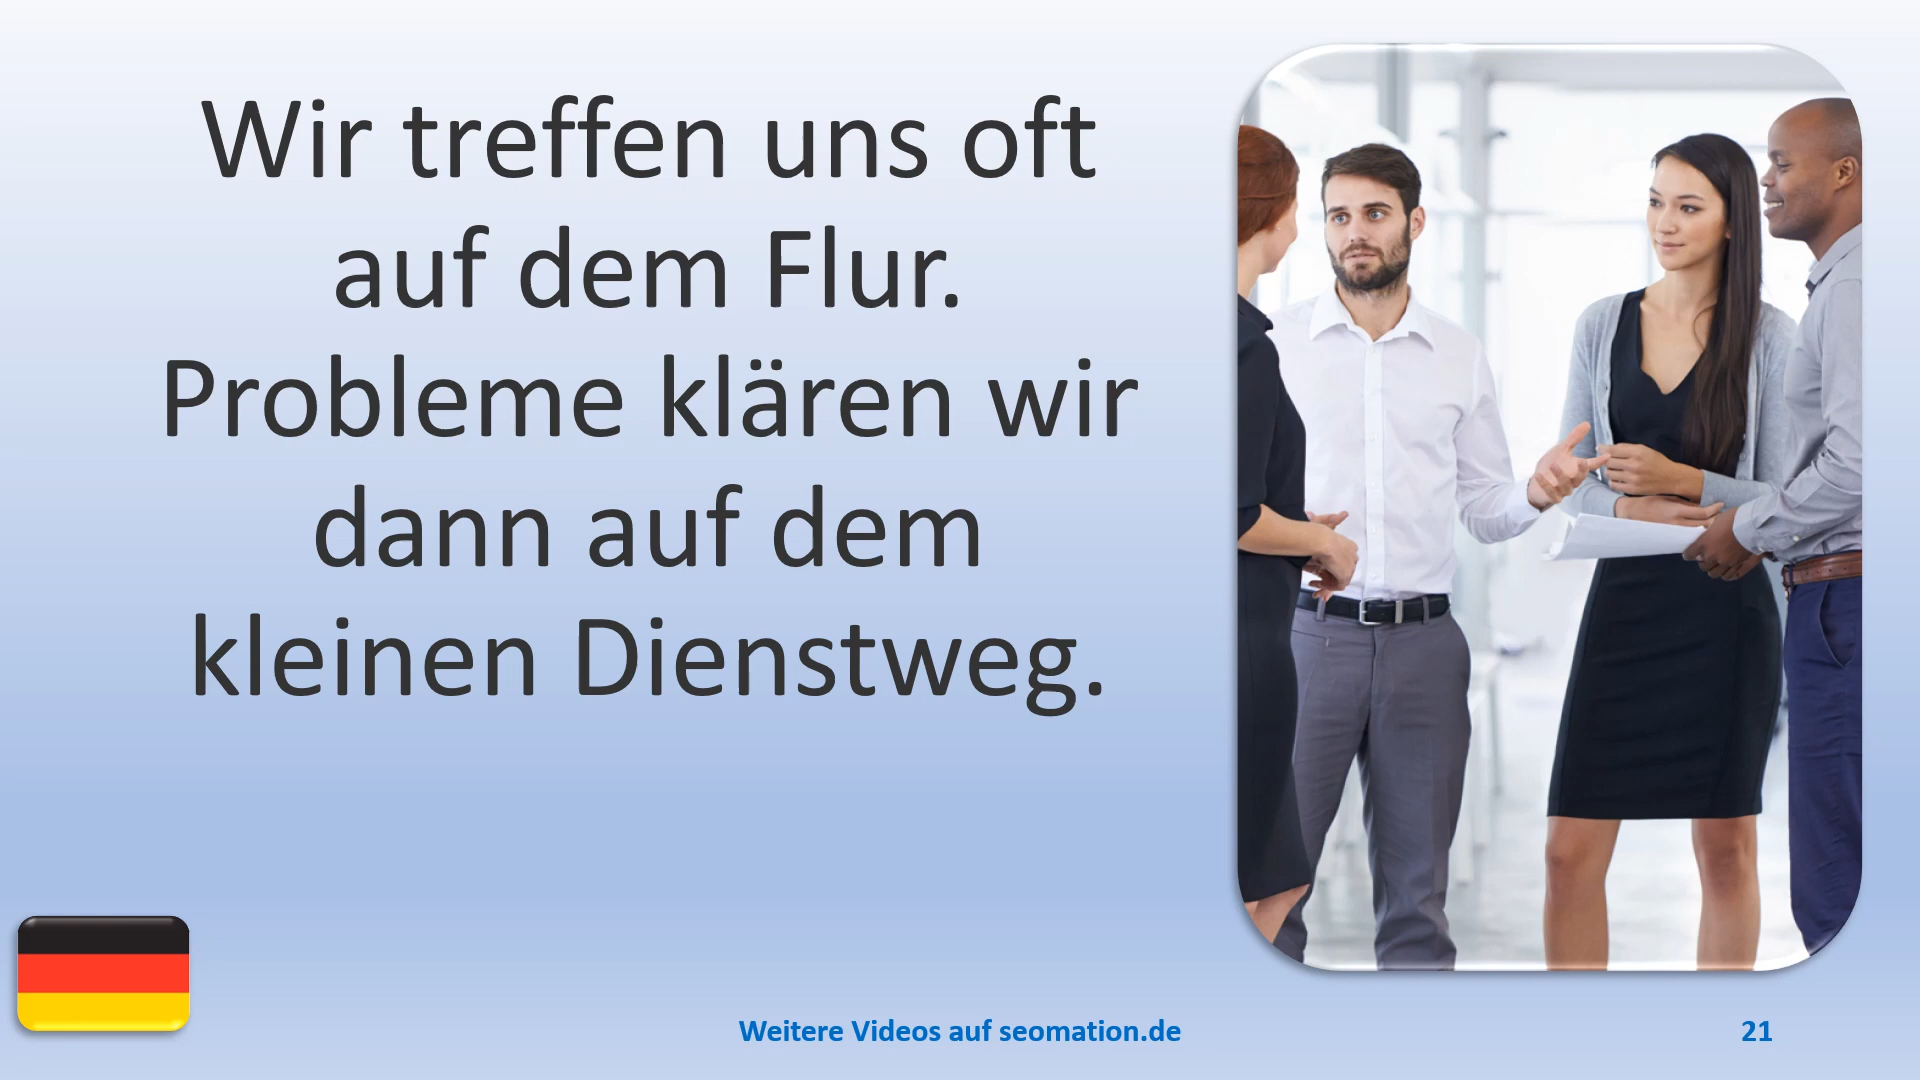 Wir treffen uns oft
auf dem Flur.
Probleme klären wir
dann auf dem
kleinen Dienstweg.
Weitere Videos auf seomation.de
21